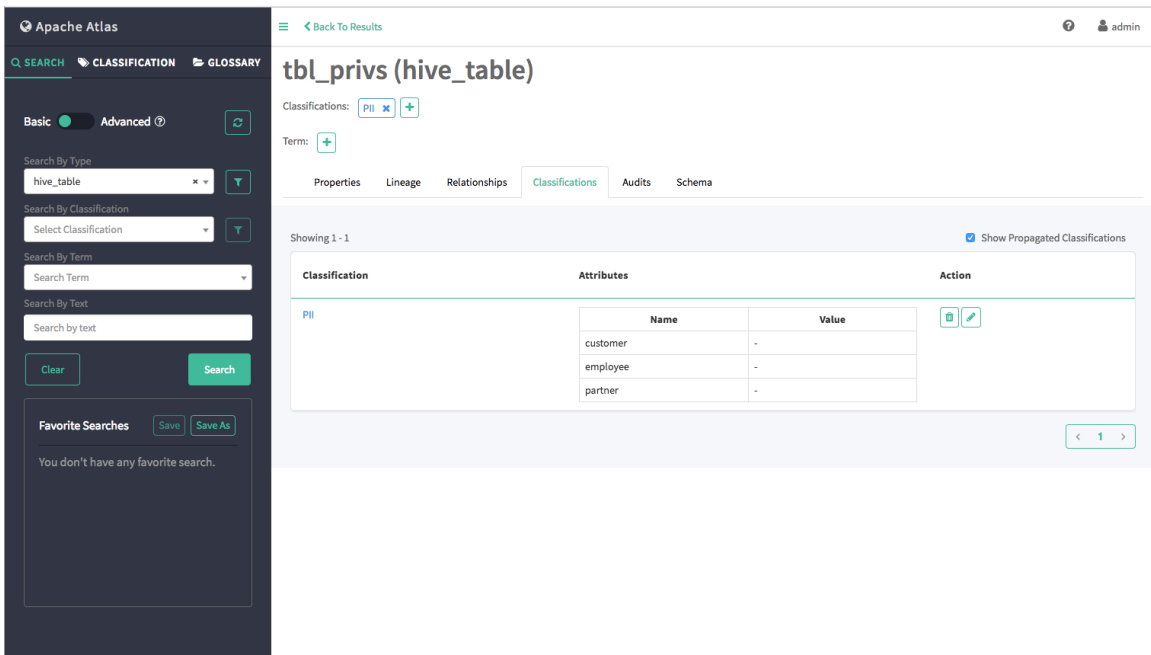 Apache Atlas
SEARCH CLASSIFICATION GLOSSARY
Basic Advanced
Search By Type
hive_table
Search By Classification
Select Classification
Search By Term
Search Term
Search By Text
Search by text
Clear Search
Favorite Searches Save Save As
You don't have any favorite search.
Back To Results admin
tbl_privs (hive_table)
Classifications: PII
Term:
Properties Lineage Relationships Classifications Audits Schema
Showing 1 - 1 Show Propagated Classifications
Classification Attributes Action
PII Name Value
customer -
employee -
partner -
< 1 >